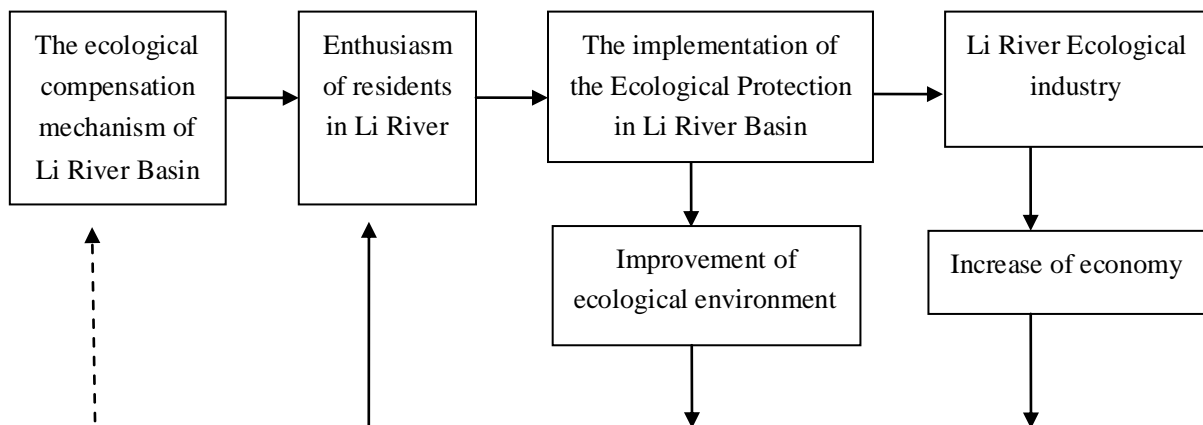 The ecological
compensation
mechanism of
Li River Basin
Enthusiasm
of residents
in Li River
The implementation of
the Ecological Protection
in Li River Basin
Li River Ecological
industry
Improvement of
ecological environment
Increase of economy